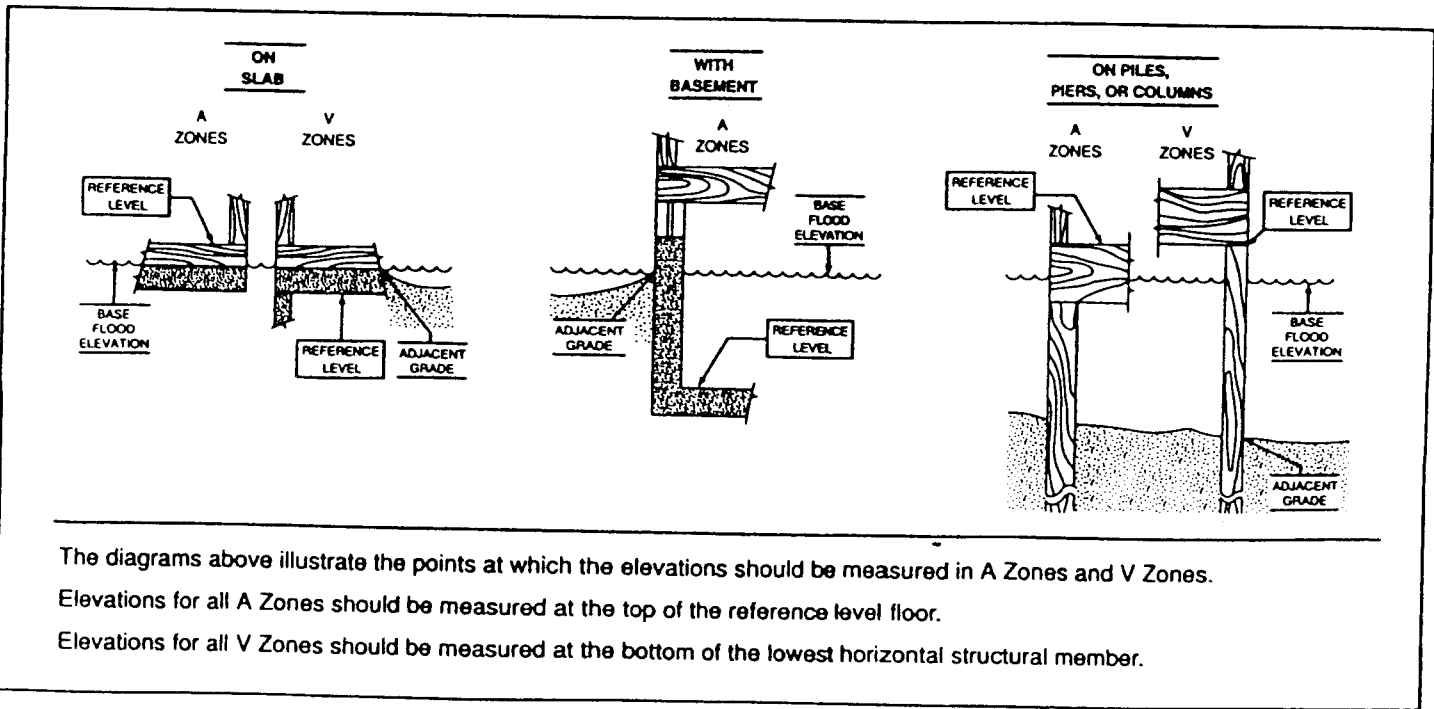 ON
SLAB
A
ZONES
V
ZONES
REFERENCE
LEVEL
BASE
FLOOD
ELEVATION
REFERENCE
LEVEL
ADJACENT
GRADE
WITH
BASEMENT
A
ZONES
BASE
FLOOD
ELEVATION
ADJACENT
GRADE
REFERENCE
LEVEL
ON PILES,
PIERS, OR COLUMNS
A
ZONES
V
ZONES
REFERENCE
LEVEL
REFERENCE
LEVEL
BASE
FLOOD
ELEVATION
ADJACENT
GRADE
The diagrams above illustrate the points at which the elevations should be measured in A Zones and V Zones.
Elevations for all A Zones should be measured at the top of the reference level floor.
Elevations for all V Zones should be measured at the bottom of the lowest horizontal structural member.